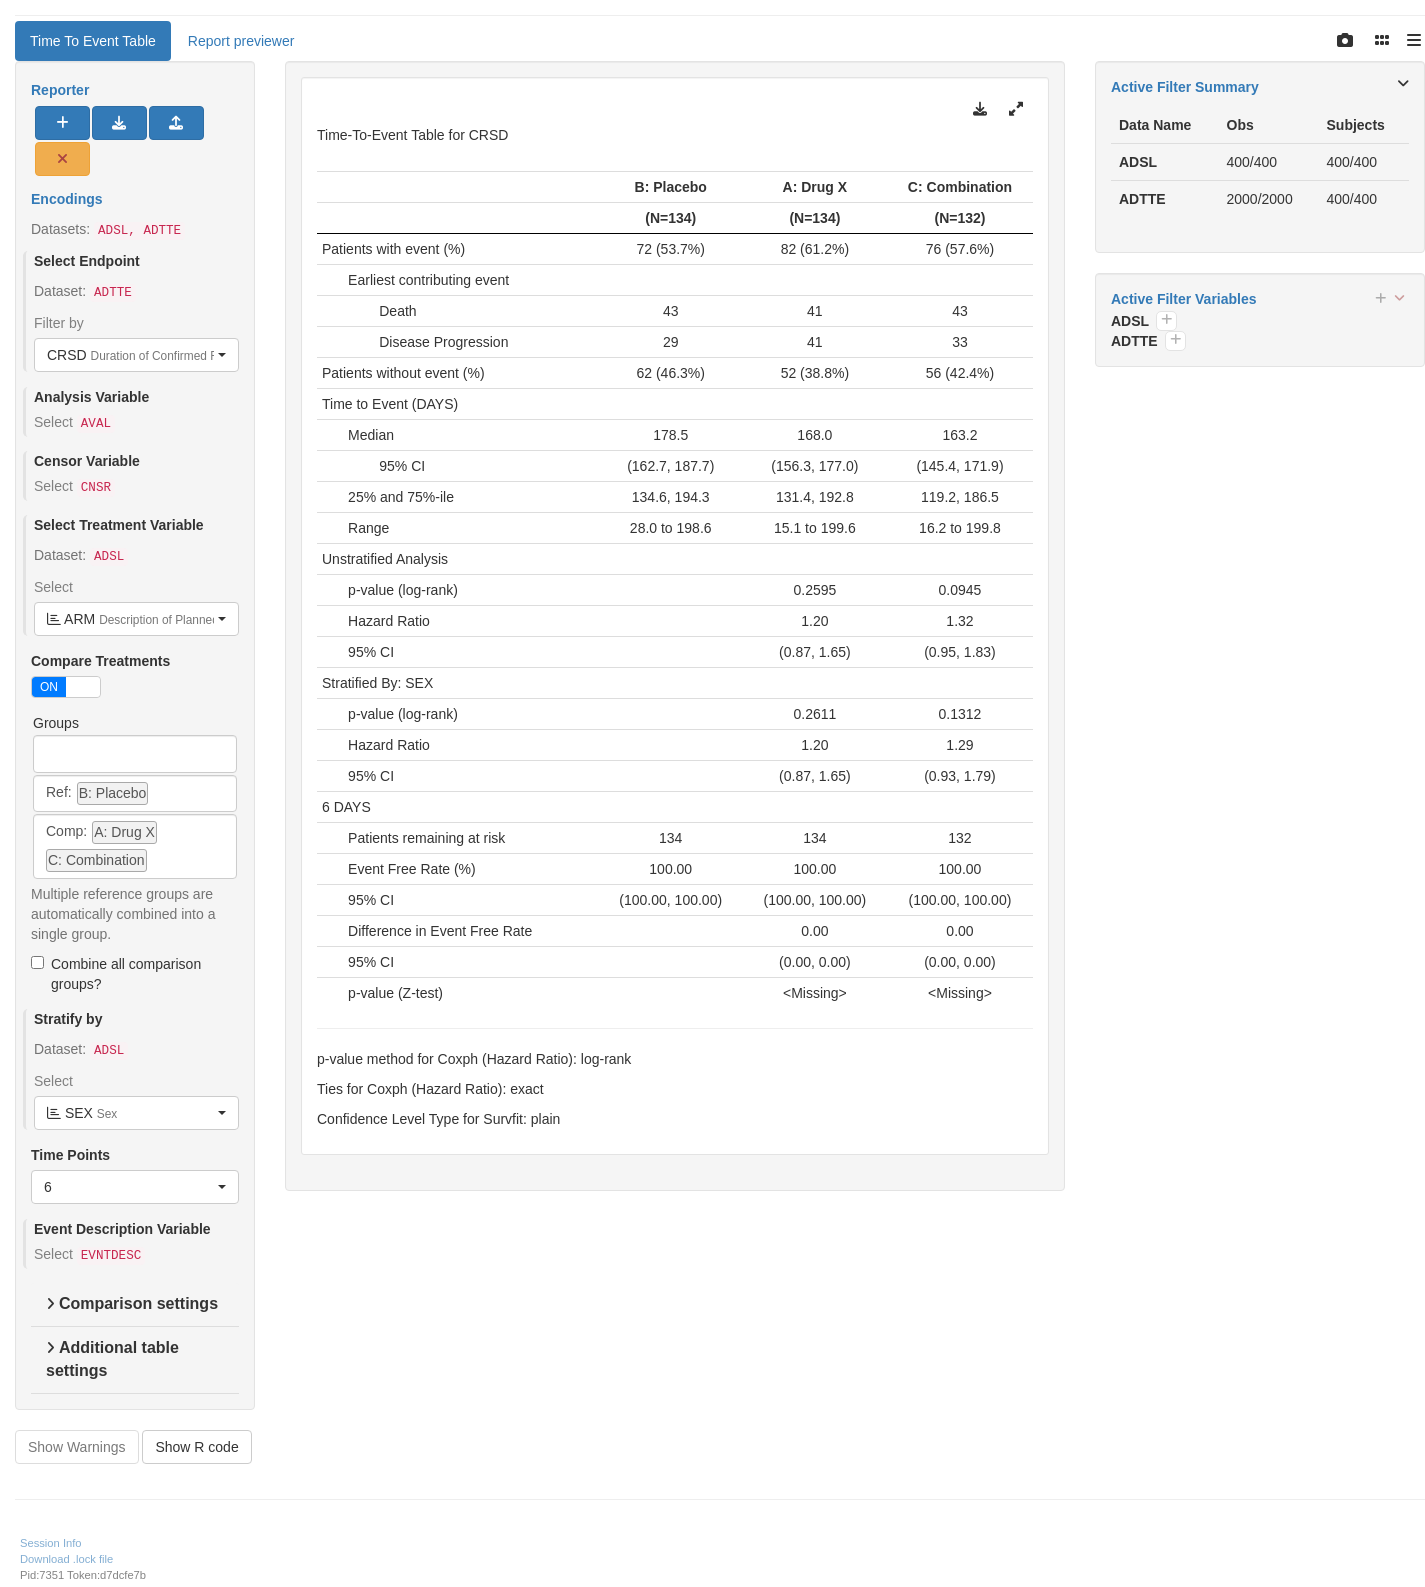 Time To Event Table
Report previewer
Reporter
Encodings
Datasets: ADSL, ADTTE
Select Endpoint
Dataset: ADTTE
Filter by
CRSD Duration of Confirmed
Analysis Variable
Select AVAL
Censor Variable
Select CNSR
Select Treatment Variable
Dataset: ADSL
Select
ARM Description of Planned
Compare Treatments
ON
Groups
Ref: B: Placebo
Comp: A: Drug X
C: Combination
Multiple reference groups are
automatically combined into a
single group.
Combine all comparison
groups?
Stratify by
Dataset: ADSL
Select
SEX Sex
Time Points
6
Event Description Variable
Select EVNTDESC
Comparison settings
Additional table
settings
Show Warnings
Show R code
Time-To-Event Table for CRSD
B: Placebo A: Drug X C: Combination
(N=134) (N=134) (N=132)
Patients with event (%) 72 (53.7%) 82 (61.2%) 76 (57.6%)
Earliest contributing event
Death 43 41 43
Disease Progression 29 41 33
Patients without event (%) 62 (46.3%) 52 (38.8%) 56 (42.4%)
Time to Event (DAYS)
Median 178.5 168.0 163.2
95% CI (162.7, 187.7) (156.3, 177.0) (145.4, 171.9)
25% and 75%-ile 134.6, 194.3 131.4, 192.8 119.2, 186.5
Range 28.0 to 198.6 15.1 to 199.6 16.2 to 199.8
Unstratified Analysis
p-value (log-rank) 0.2595 0.0945
Hazard Ratio 1.20 1.32
95% CI (0.87, 1.65) (0.95, 1.83)
Stratified By: SEX
p-value (log-rank) 0.2611 0.1312
Hazard Ratio 1.20 1.29
95% CI (0.87, 1.65) (0.93, 1.79)
6 DAYS
Patients remaining at risk 134 134 132
Event Free Rate (%) 100.00 100.00 100.00
95% CI (100.00, 100.00) (100.00, 100.00) (100.00, 100.00)
Difference in Event Free Rate 0.00 0.00
95% CI (0.00, 0.00) (0.00, 0.00)
p-value (Z-test) <Missing> <Missing>
p-value method for Coxph (Hazard Ratio): log-rank
Ties for Coxph (Hazard Ratio): exact
Confidence Level Type for Survfit: plain
Active Filter Summary
Data Name Obs Subjects
ADSL 400/400 400/400
ADTTE 2000/2000 400/400
Active Filter Variables
ADSL
ADTTE
Session Info
Download .lock file
Pid:7351 Token:d7dcfe7b